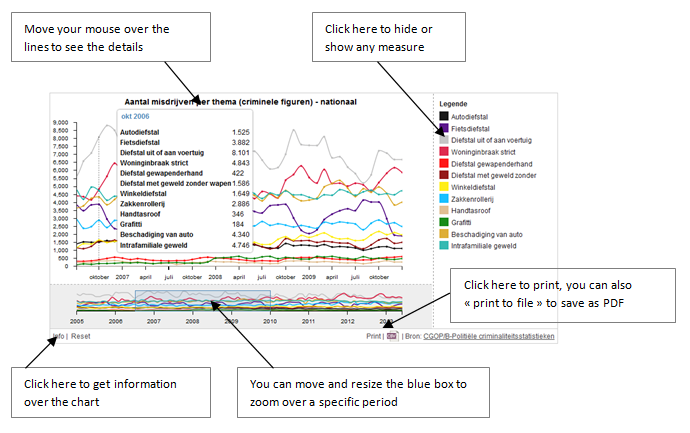 Move your mouse over the
lines to see the details
Click here to hide or
show any measure
Aantal misdrijven per thema (criminele figuren) - nationaal
okt 2006
Autodiefstal 1.525
Fietsdiefstal 3.882
Diefstal uit of aan voertuig 8.101
Woninginbraak strict 4.843
Diefstal gewapenderhand 422
Diefstal met geweld zonder wapen 1.586
Winkeldiefstal 1.649
Zakkenrollerij 2.886
Handtasroof 346
Grafitti 184
Beschadiging van auto 4.340
Intrafamiliale geweld 4.746
9,000
8,500
8,000
7,500
7,000
6,500
6,000
5,500
5,000
4,500
4,000
3,500
3,000
2,500
2,000
1,500
1,000
500
0
oktober 2007 april juli oktober 2008 april juli oktober 2009 april juli oktober
Legende
Autodiefstal
Fietsdiefstal
Diefstal uit of aan voertuig
Woninginbraak strict
Diefstal gewapenderhand
Diefstal met geweld zonder
Winkeldiefstal
Zakkenrollerij
Handtasroof
Grafitti
Beschadiging van auto
Intrafamiliale geweld
2005 2006 2007 2008 2009 2010 2011 2012 2013
Info | Reset
Print | | Bron: CGOP/B-Politiële criminaliteitsstatistieken
Click here to print, you can also
« print to file » to save as PDF
Click here to get information
over the chart
You can move and resize the blue box to
zoom over a specific period